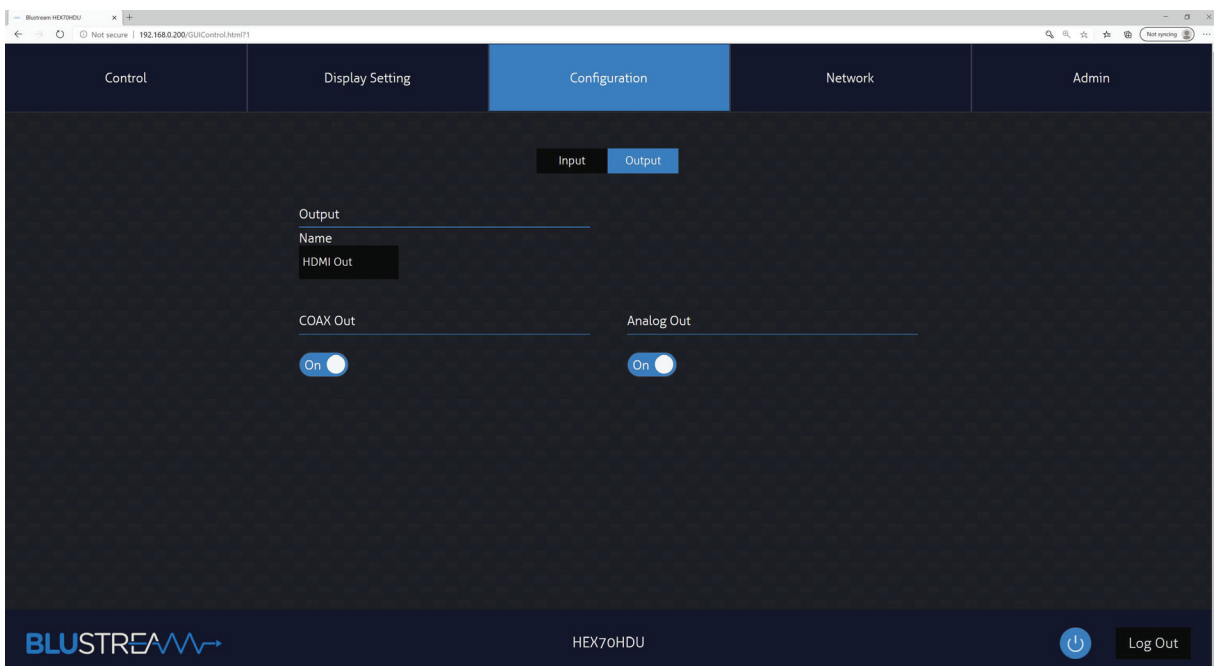 Blustream HEX70HDU
Not secure | 192.168.0.200/GUIControl.html?1
Not syncing
Control
Display Setting
Configuration
Network
Admin
Input
Output
Output
Name
HDMI Out
COAX Out
Analog Out
On
On
BLUSTREAM
HEX70HDU
Log Out